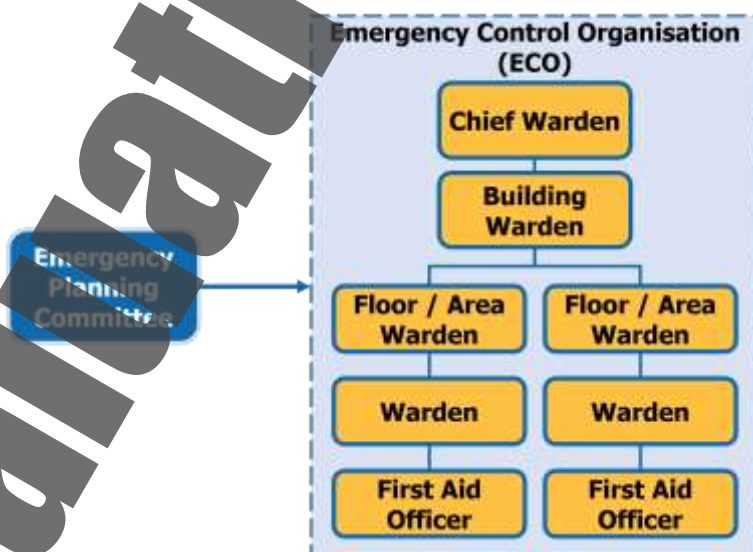 Emergency Control Organisation
(ECO)
Chief Warden
Building
Warden
Emergency
Planning
Committee
Floor / Area
Warden
Floor / Area
Warden
Warden
Warden
First Aid
Officer
First Aid
Officer